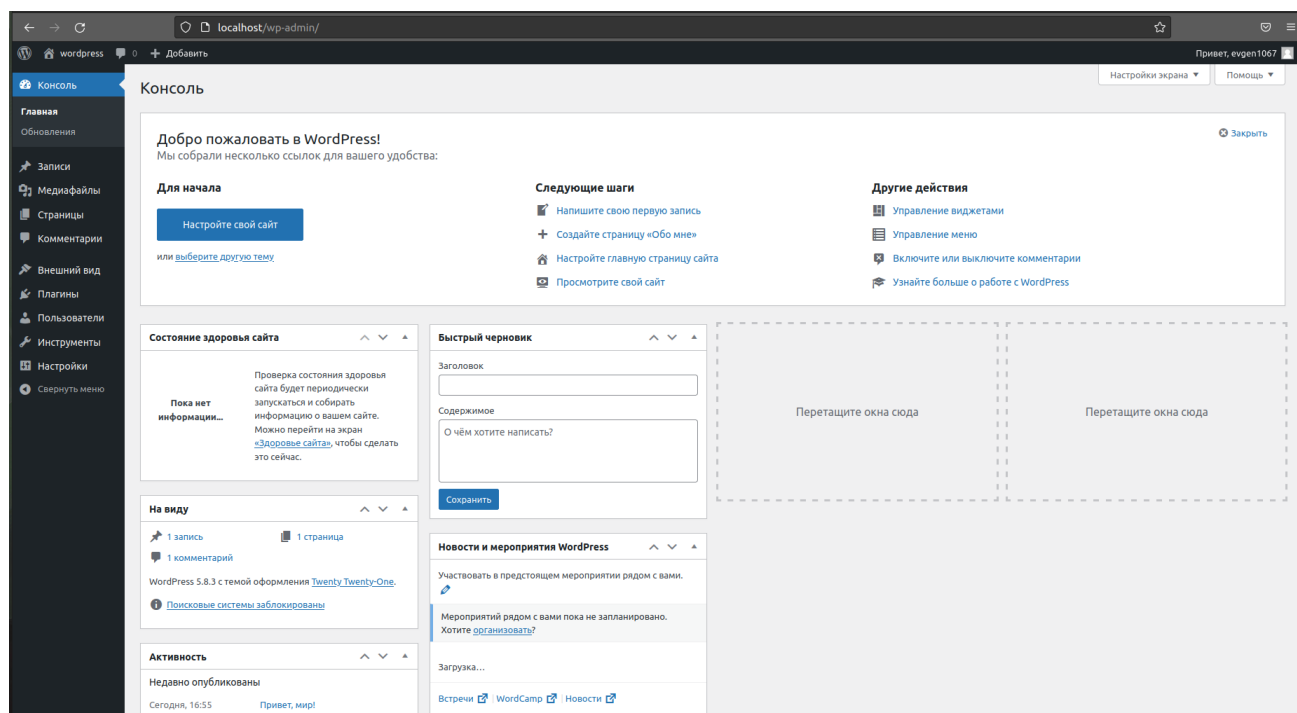 localhost/wp-admin/
wordpress 0 + Добавить Привет, evgen1067
Консоль
Главная
Обновления
Записи
Медиафайлы
Страницы
Комментарии
Внешний вид
Плагины
Пользователи
Инструменты
Настройки
Свернуть меню
Настройки экрана Помощь
Консоль
Добро пожаловать в WordPress!
Закрыть
Мы собрали несколько ссылок для вашего удобства:
Для начала
Настройте свой сайт
или выберите другую тему
Следующие шаги
Напишите свою первую запись
Создайте страницу «Обо мне»
Настройте главную страницу сайта
Просмотрите свой сайт
Другие действия
Управление виджетами
Управление меню
Включите или выключите комментарии
Узнайте больше о работе с WordPress
Состояние здоровья сайта
Пока нет
информации...
Проверка состояния здоровья
сайта будет периодически
запускаться и собирать
информацию о вашем сайте.
Можно перейти на экран
«Здоровье сайта», чтобы сделать
это сейчас.
На виду
1 запись 1 страница
1 комментарий
WordPress 5.8.3 с темой оформления Twenty Twenty-One.
Поисковые системы заблокированы
Активность
Недавно опубликованы
Сегодня, 16:55 Привет, мир!
Быстрый черновик
Заголовок
Содержимое
О чём хотите написать?
Сохранить
Новости и мероприятия WordPress
Участвовать в предстоящем мероприятии рядом с вами.
Мероприятий рядом с вами пока не запланировано.
Хотите организовать?
Загрузка…
Встречи | WordCamp | Новости
Перетащите окна сюда
Перетащите окна сюда